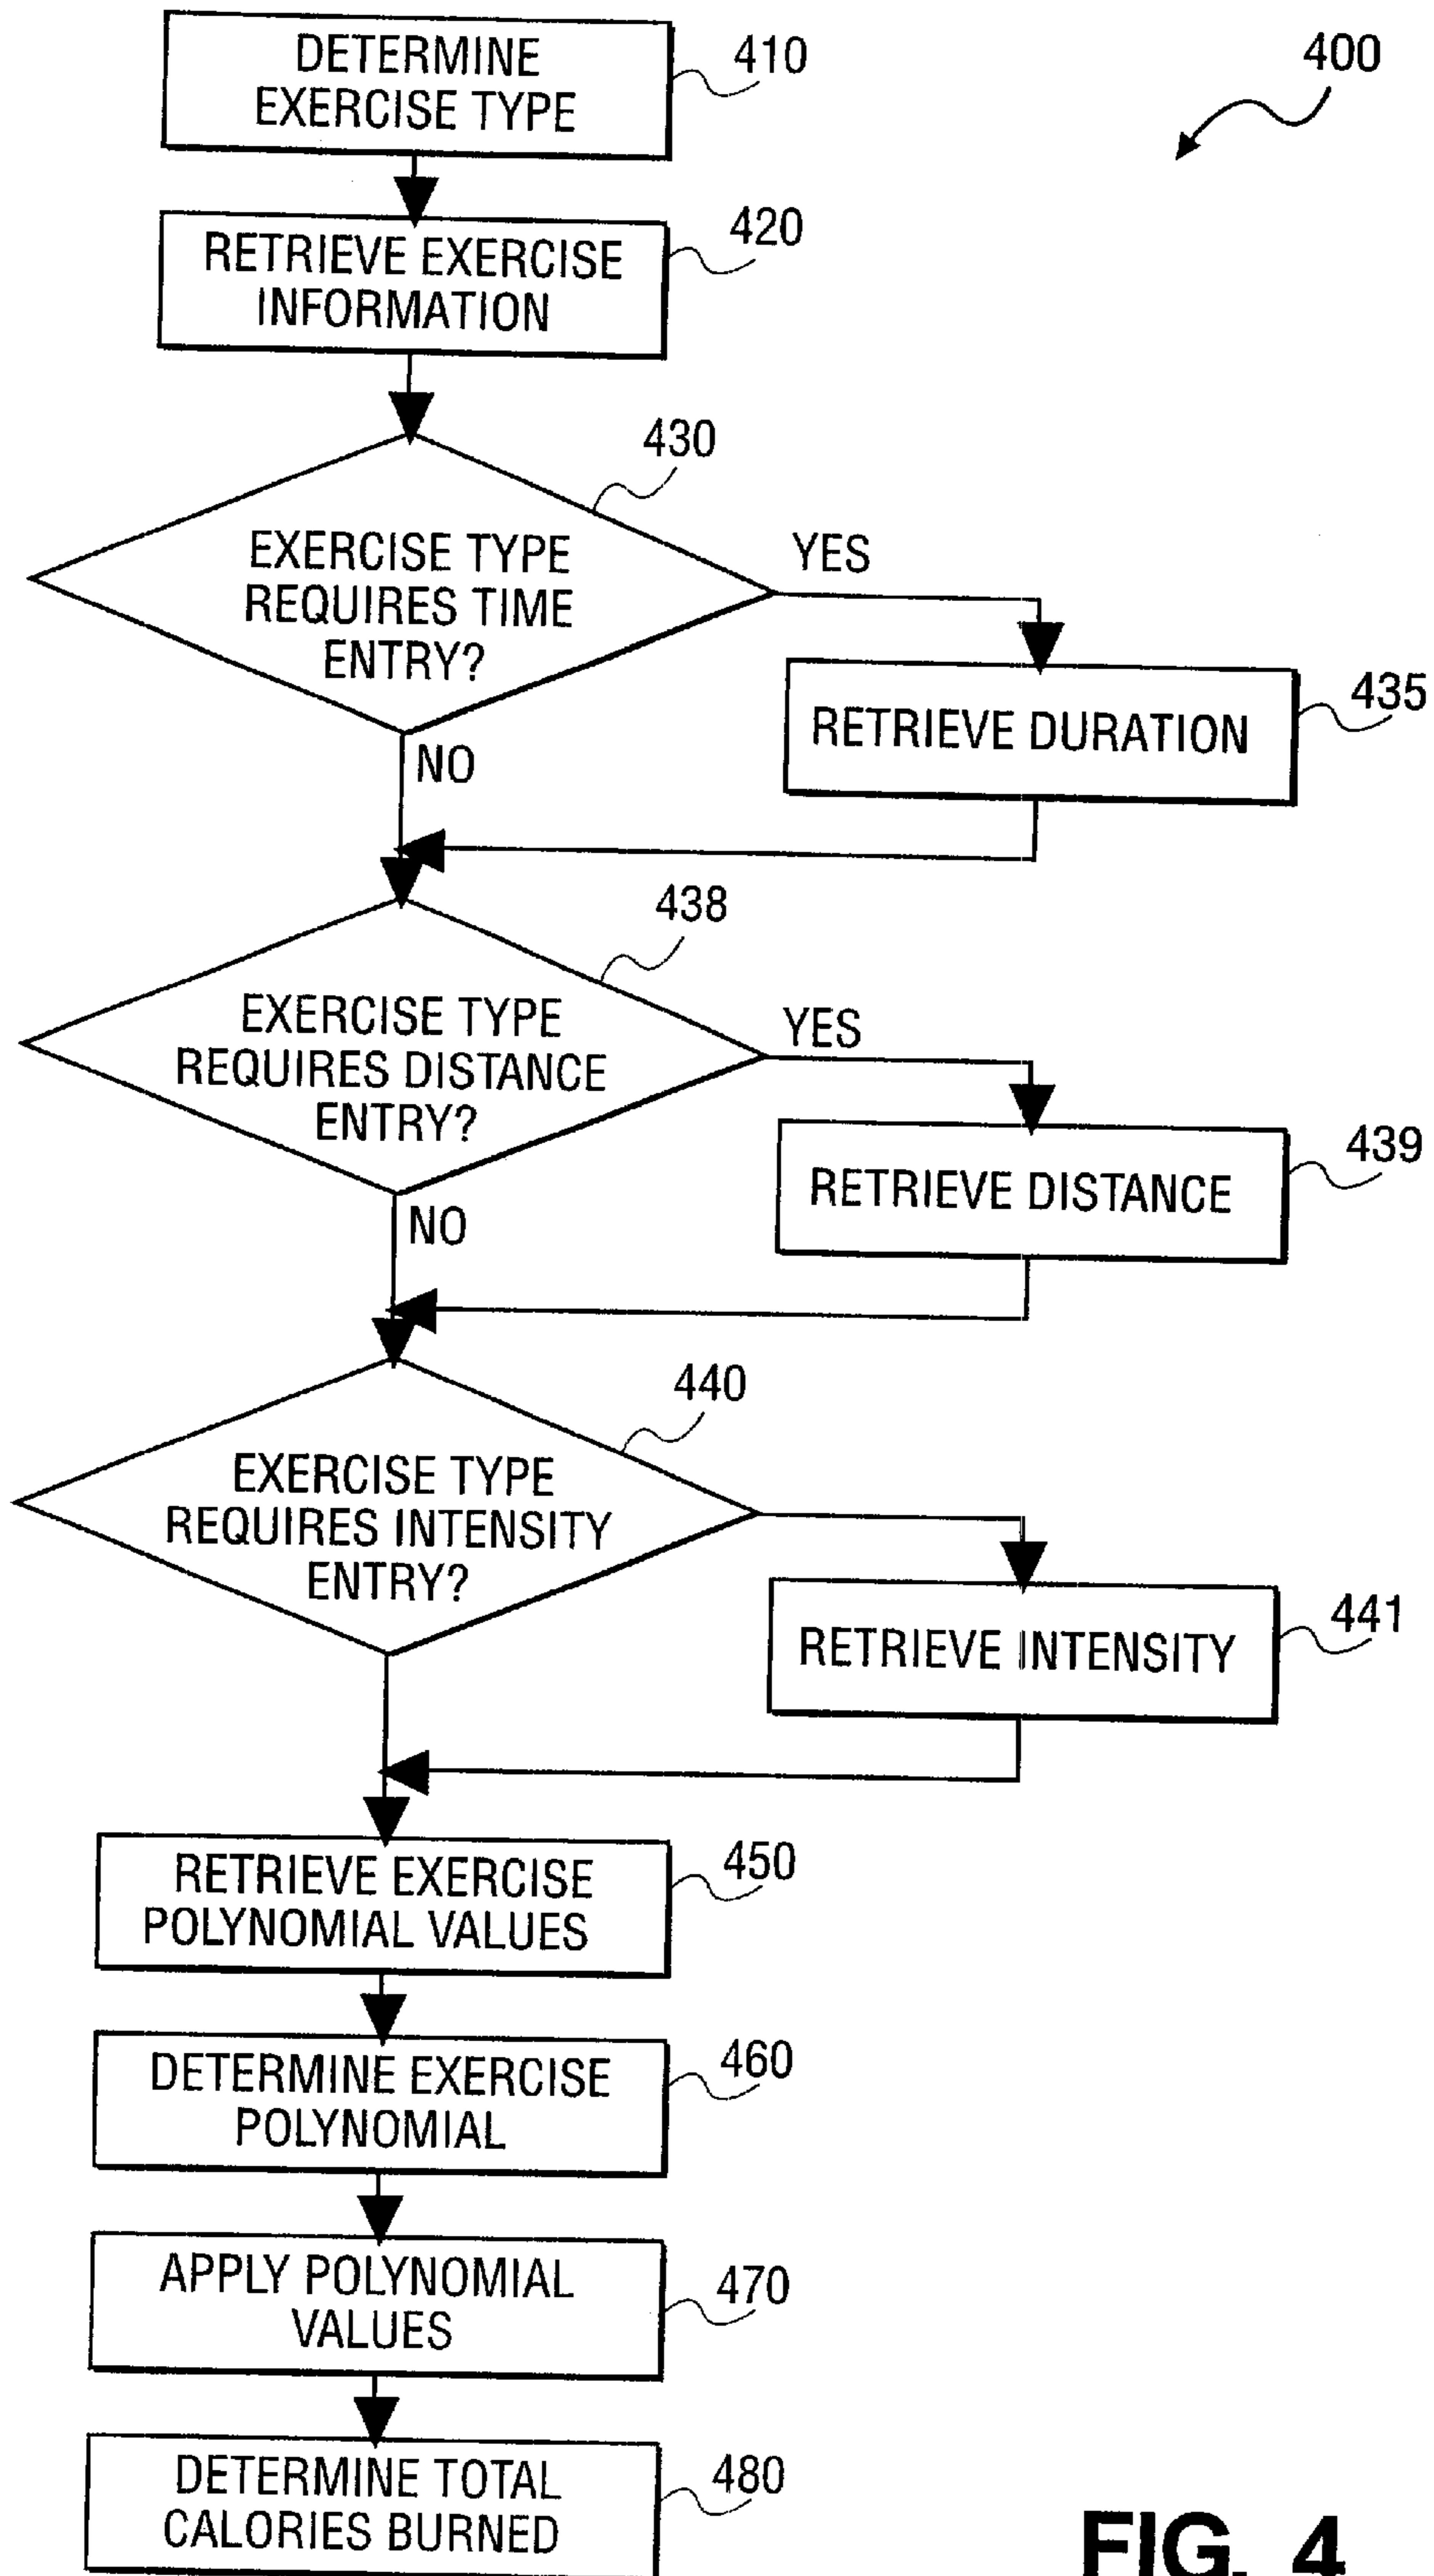 400
DETERMINE
EXERCISE TYPE
410
RETRIEVE EXERCISE
INFORMATION
420
430
EXERCISE TYPE
REQUIRES TIME
ENTRY?
YES
NO
RETRIEVE DURATION
435
438
EXERCISE TYPE
REQUIRES DISTANCE
ENTRY?
YES
NO
RETRIEVE DISTANCE
439
440
EXERCISE TYPE
REQUIRES INTENSITY
ENTRY?
RETRIEVE INTENSITY
441
RETRIEVE EXERCISE
POLYNOMIAL VALUES
450
DETERMINE EXERCISE
POLYNOMIAL
460
APPLY POLYNOMIAL
VALUES
470
DETERMINE TOTAL
CALORIES BURNED
480
FIG. 4